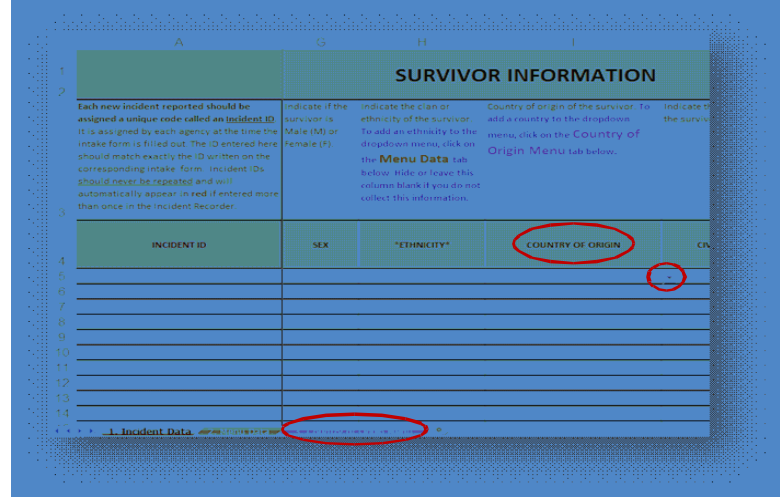 A G H I
1 SURVIVOR INFORMATION
2
Each new incident reported should be
assigned a unique code called an Incident ID
It is assigned by each agency at the time the
intake form is filled out. The ID entered here
should match exactly the ID written on the
corresponding intake form. Incident IDs
should never be repeated and will
automatically appear in red if entered more
than once in the Incident Recorder.
Indicate if the
survivor is
Male (M) or
Female (F).
Indicate the clan or
ethnicity of the survivor.
To add an ethnicity to the
dropdown menu, click on
the Menu Data tab
below. Hide or leave this
column blank if you do not
collect this information.
Country of origin of the survivor. To
add a country to the dropdown
menu, click on the Country of
Origin Menu tab below.
Indicate th
the surviv
3
INCIDENT ID SEX *ETHNICITY* COUNTRY OF ORIGIN CIV
4
5
6
7
8
9
10
11
12
13
14
1. Incident Data 2. Menu Data